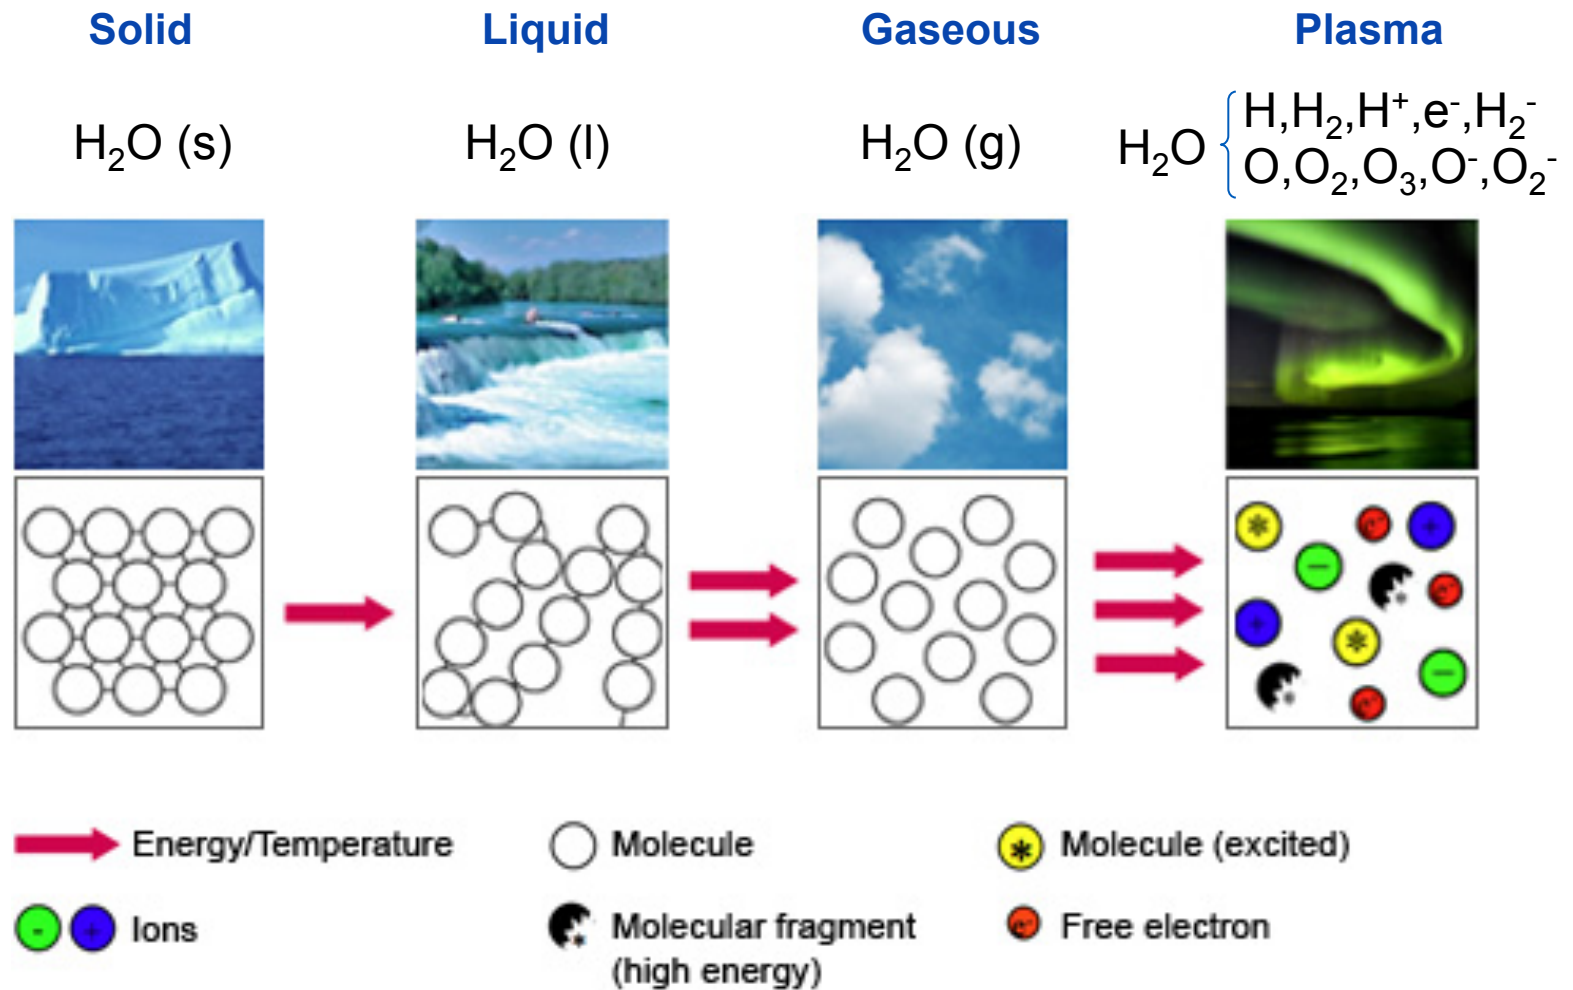 Solid Liquid Gaseous Plasma
H₂O (s) H₂O (l) H₂O (g) H₂O { H,H₂,H⁺,e⁻,H₂⁻
O,O₂,O₃,O⁻,O₂⁻
* e⁻ +
−
e⁻
+
*
−
e⁻
Energy/Temperature Molecule * Molecule (excited)
- + Ions Molecular fragment e⁻ Free electron
(high energy)